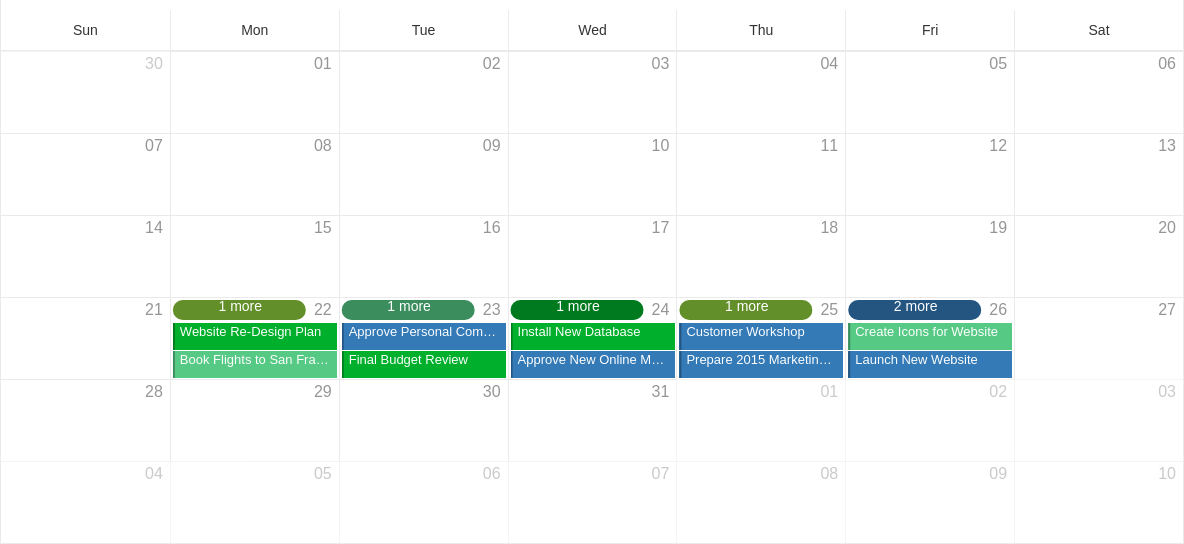 Sun Mon Tue Wed Thu Fri Sat
30 01 02 03 04 05 06
07 08 09 10 11 12 13
14 15 16 17 18 19 20
21 1 more 22 1 more 23 1 more 24 1 more 25 2 more 26 27
Website Re-Design Plan Approve Personal Com… Install New Database Customer Workshop Create Icons for Website
Book Flights to San Fra… Final Budget Review Approve New Online M… Prepare 2015 Marketin… Launch New Website
28 29 30 31 01 02 03
04 05 06 07 08 09 10